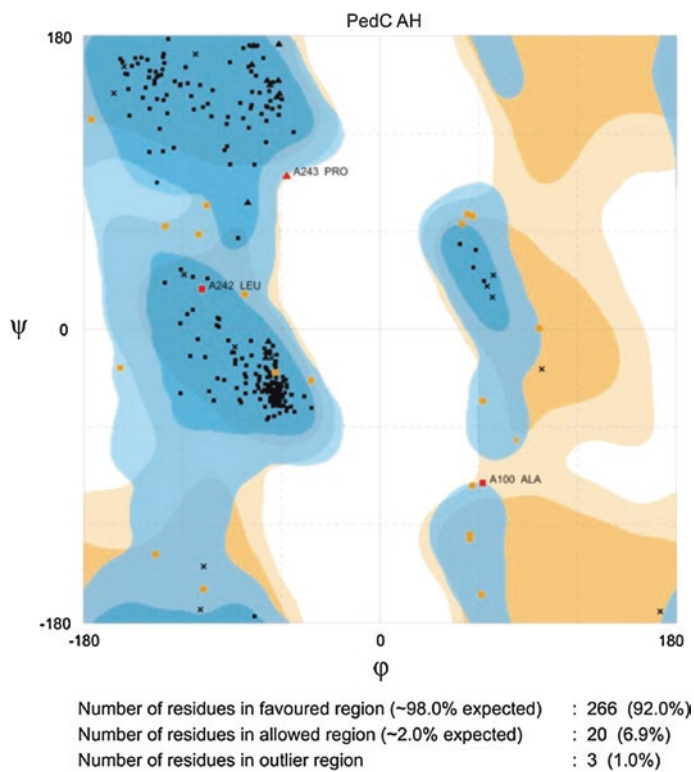 PedC AH
180
A243 PRO
A242 LEU
ψ
0
A100 ALA
-180
-180
0
180
φ
Number of residues in favoured region (~98.0% expected) : 266 (92.0%)
Number of residues in allowed region (~2.0% expected) : 20 (6.9%)
Number of residues in outlier region : 3 (1.0%)